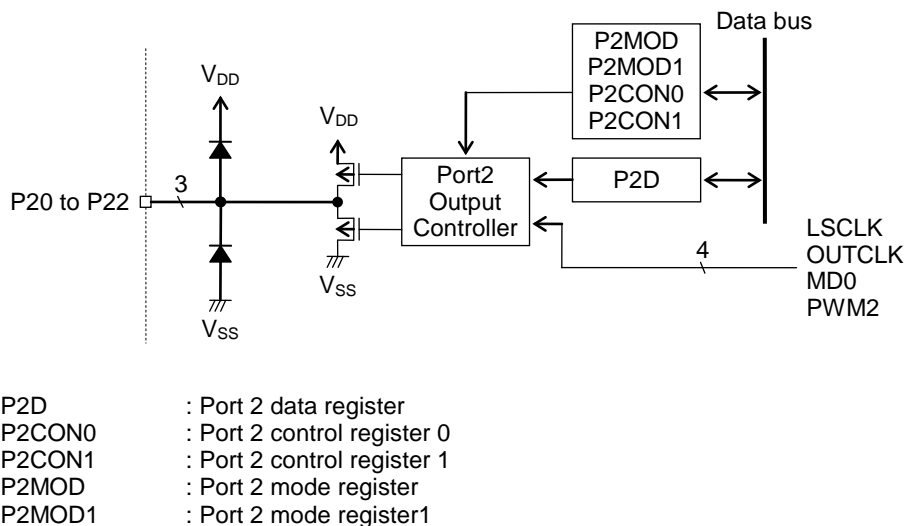 Data bus
P2MOD
P2MOD1
P2CON0
P2CON1
VDD
VDD
P20 to P22
3
Port2
Output
Controller
P2D
VSS
VSS
4
LSCLK
OUTCLK
MD0
PWM2
P2D : Port 2 data register
P2CON0 : Port 2 control register 0
P2CON1 : Port 2 control register 1
P2MOD : Port 2 mode register
P2MOD1 : Port 2 mode register1